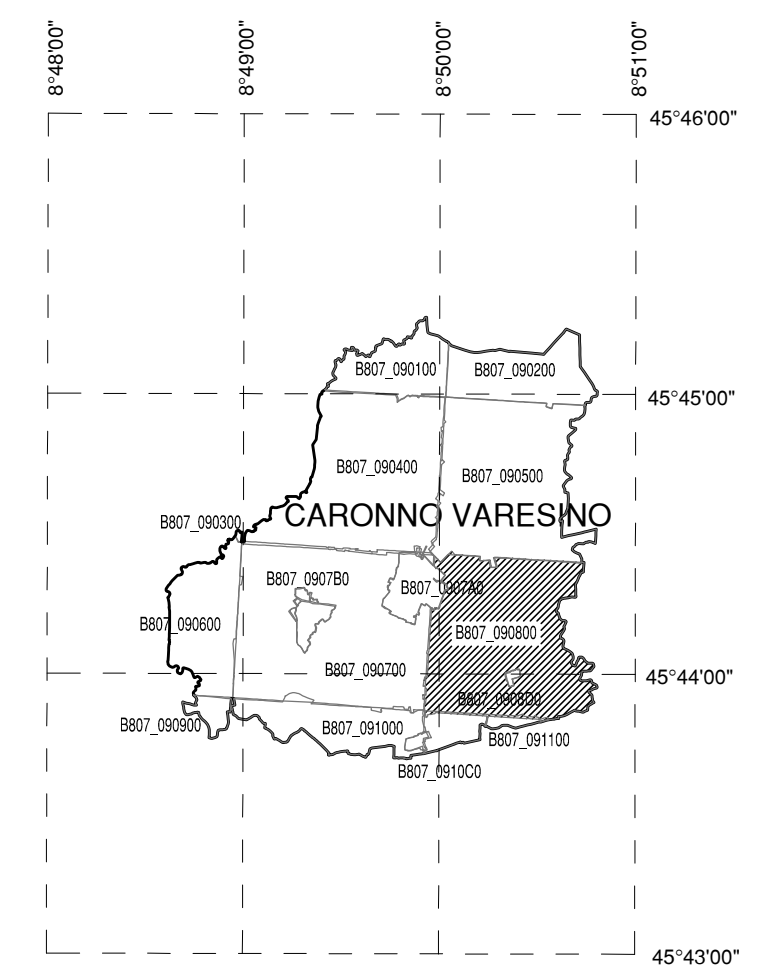 8°48'00"
8°49'00"
8°50'00"
8°51'00"
45°46'00"
B807_090100
B807_090200
45°45'00"
B807_090400
B807_090500
CARONNO VARESINO
B807_090300
B807_0907B0
B807_0907A0
B807_090600
B807_090800
B807_090700
45°44'00"
B807_0908D0
B807_090900
B807_091000
B807_091100
B807_0910C0
45°43'00"